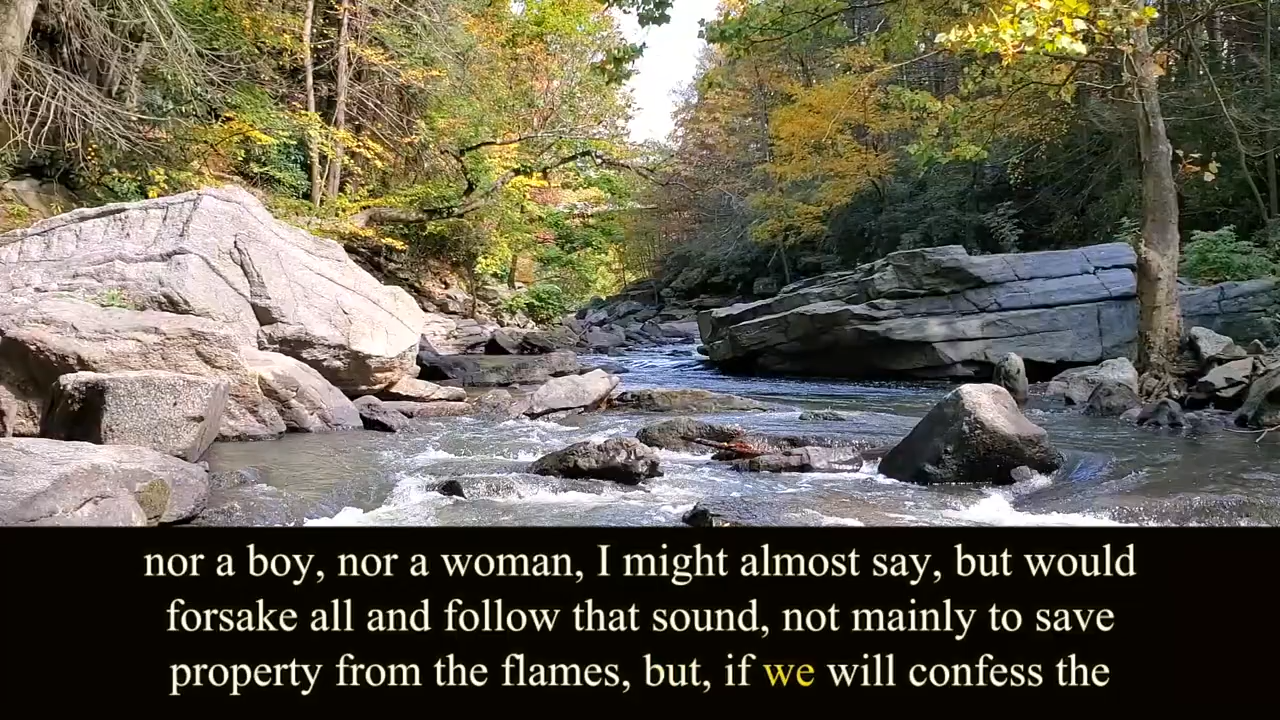 nor a boy, nor a woman, I might almost say, but would
forsake all and follow that sound, not mainly to save
property from the flames, but, if we will confess the